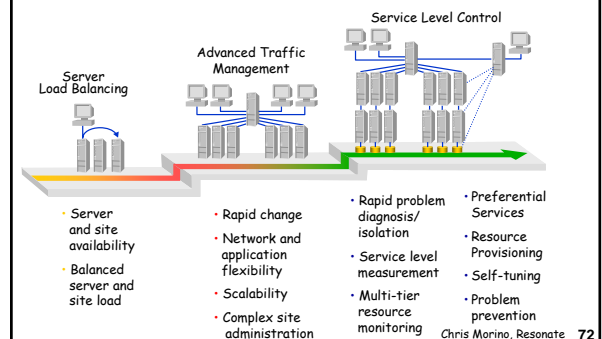 Service Level Control
Advanced Traffic
Management
Server
Load Balancing
• Server
and site
availability
• Balanced
server and
site load
• Rapid change
• Network and
application
flexibility
• Scalability
• Complex site
administration
• Rapid problem
diagnosis/
isolation
• Service level
measurement
• Multi-tier
resource
monitoring
• Preferential
Services
• Resource
Provisioning
• Self-tuning
• Problem
prevention
Chris Morino, Resonate 72